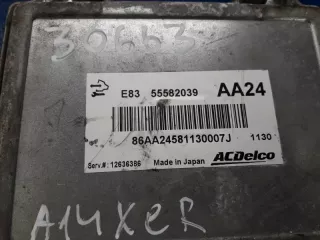 30663
E83 55582039 AA24
86AA24581130007J 1130
Serv.#: 12636386 Made in Japan ACDelco
A14XER